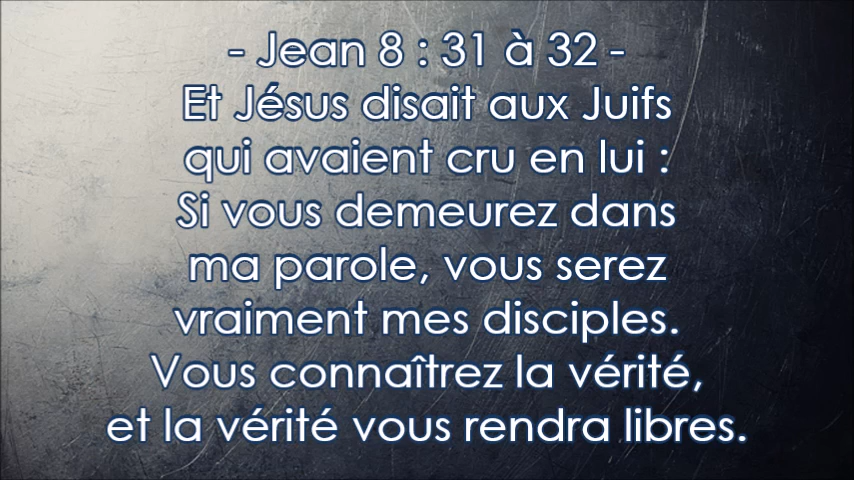 - Jean 8 : 31 à 32 -
Et Jésus disait aux Juifs
qui avaient cru en lui :
Si vous demeurez dans
ma parole, vous serez
vraiment mes disciples.
Vous connaîtrez la vérité,
et la vérité vous rendra libres.